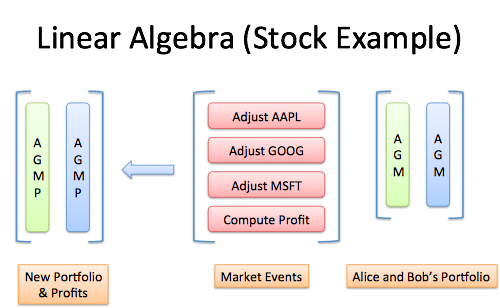 Linear Algebra (Stock Example)
A
G
M
P
A
G
M
P
Adjust AAPL
Adjust GOOG
Adjust MSFT
Compute Profit
A
G
M
A
G
M
New Portfolio
& Profits
Market Events
Alice and Bob's Portfolio